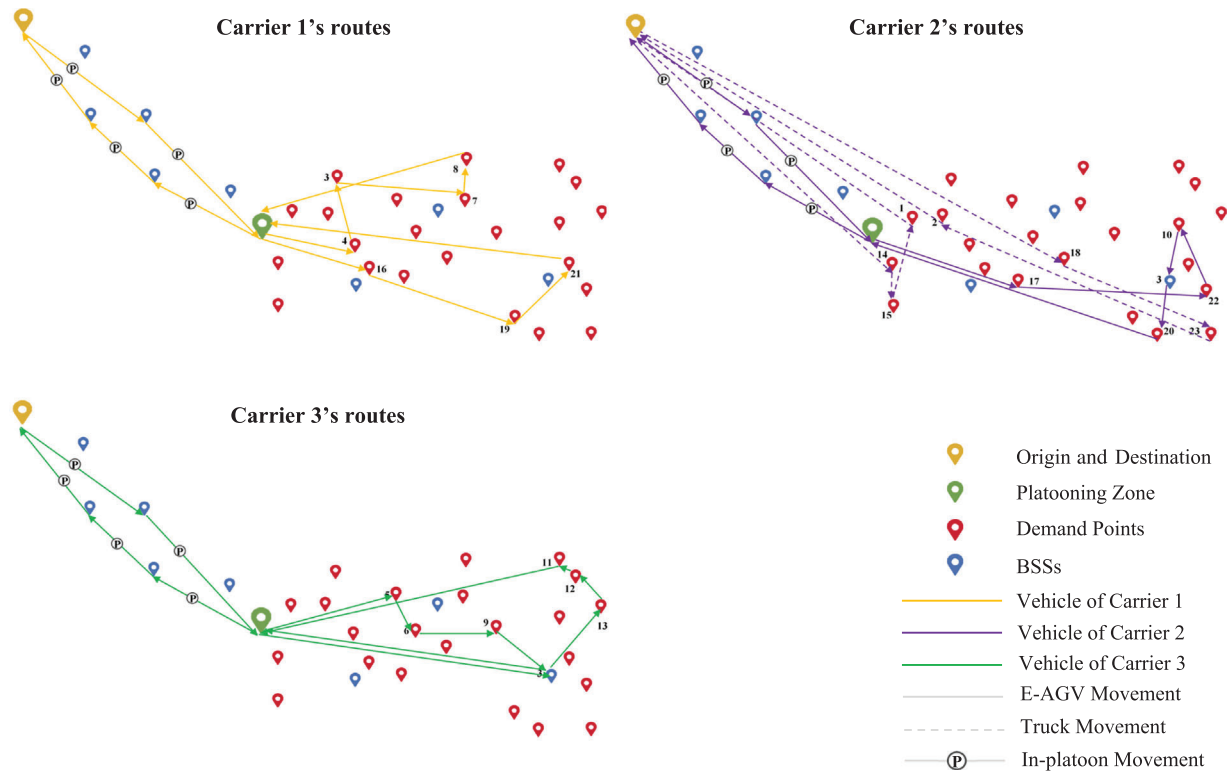 Carrier 1's routes
P
P
P
P
P
3
8
7
4
16
21
19
Carrier 2's routes
P
P
P
P
P
1
2
10
14
18
17
3
22
15
20
23
Carrier 3's routes
P
P
P
P
P
11
12
5
13
6
9
3
Origin and Destination
Platooning Zone
Demand Points
BSSs
Vehicle of Carrier 1
Vehicle of Carrier 2
Vehicle of Carrier 3
E-AGV Movement
Truck Movement
P
In-platoon Movement